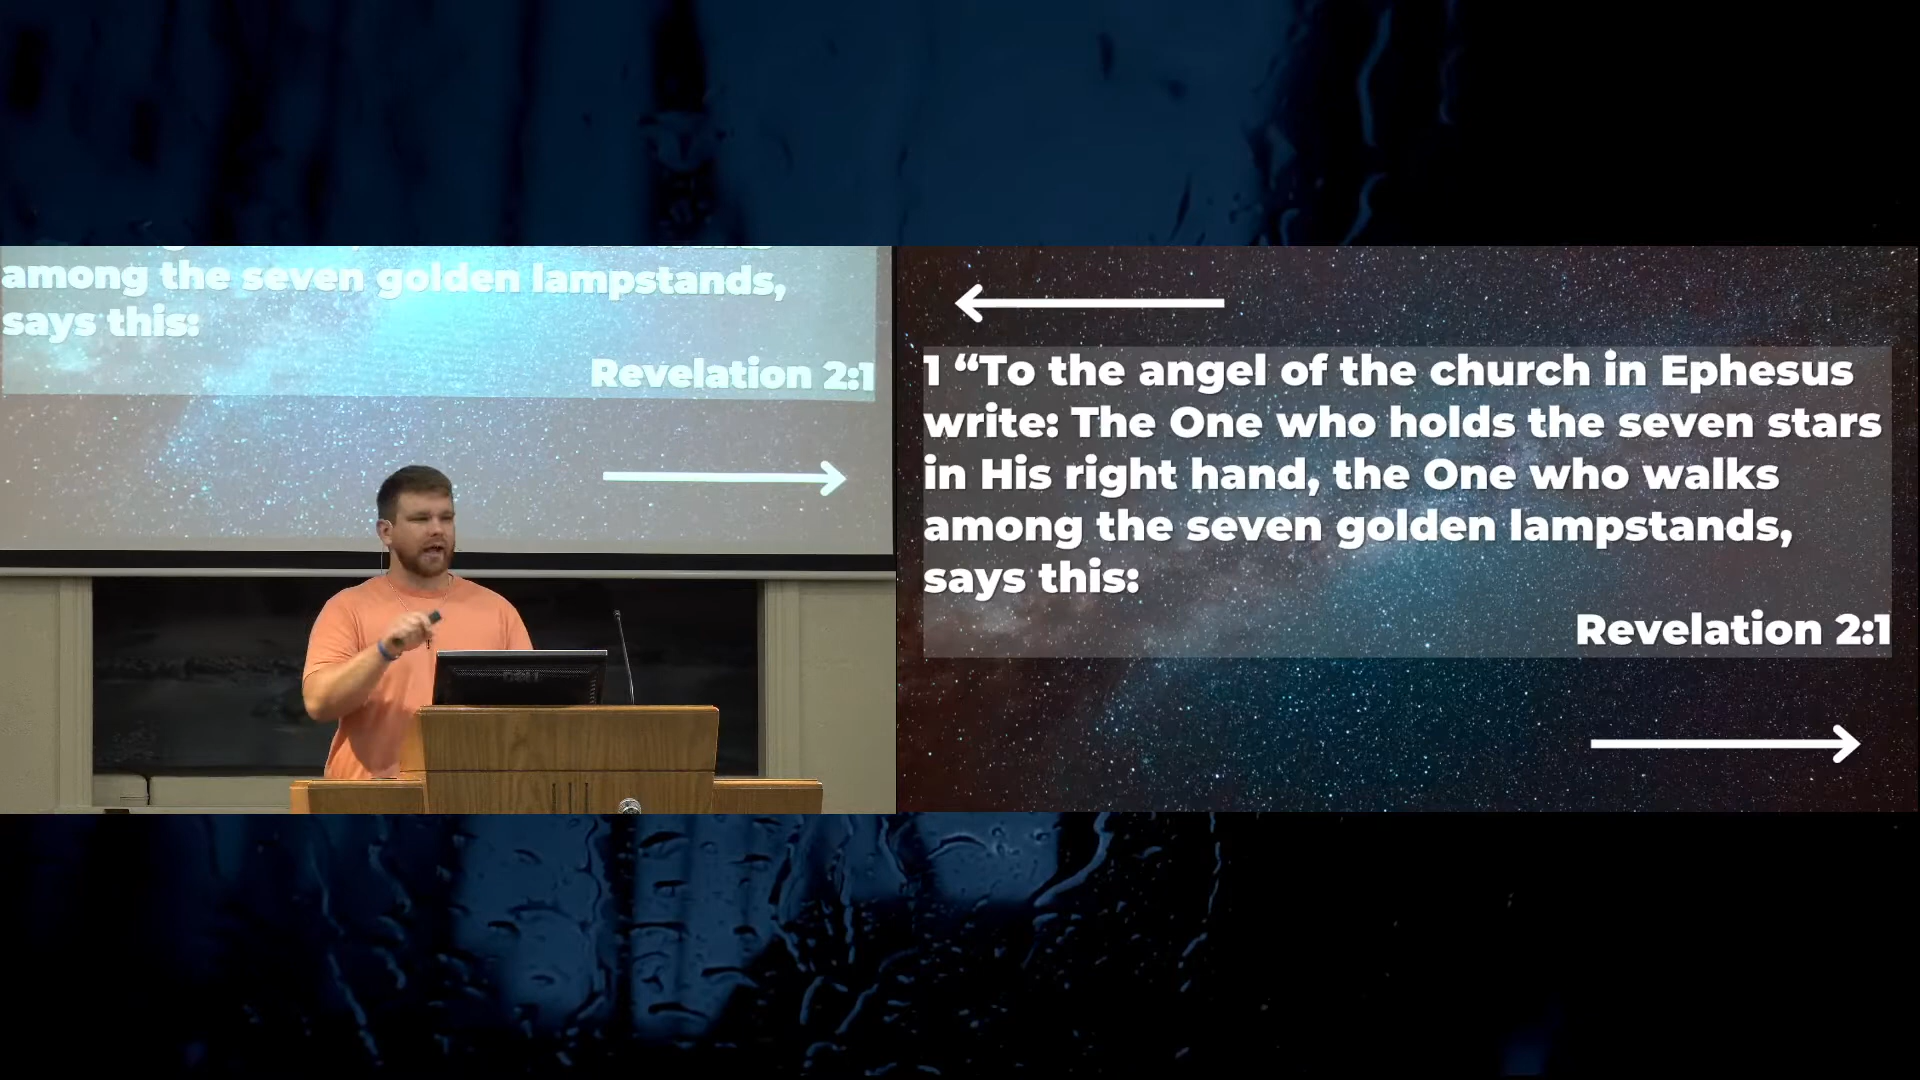 among the seven golden lampstands,
says this:
Revelation 2:1
1 “To the angel of the church in Ephesus
write: The One who holds the seven stars
in His right hand, the One who walks
among the seven golden lampstands,
says this:
Revelation 2:1